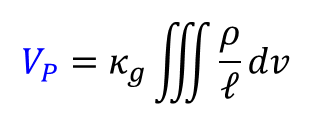 V_P = κ_g ∭ ρ/ℓ dv